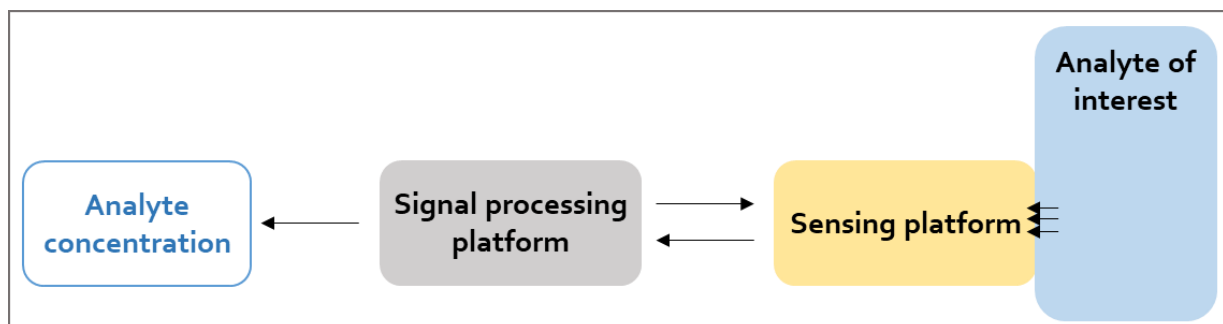 Analyte
concentration
Signal processing
platform
Sensing platform
Analyte of
interest